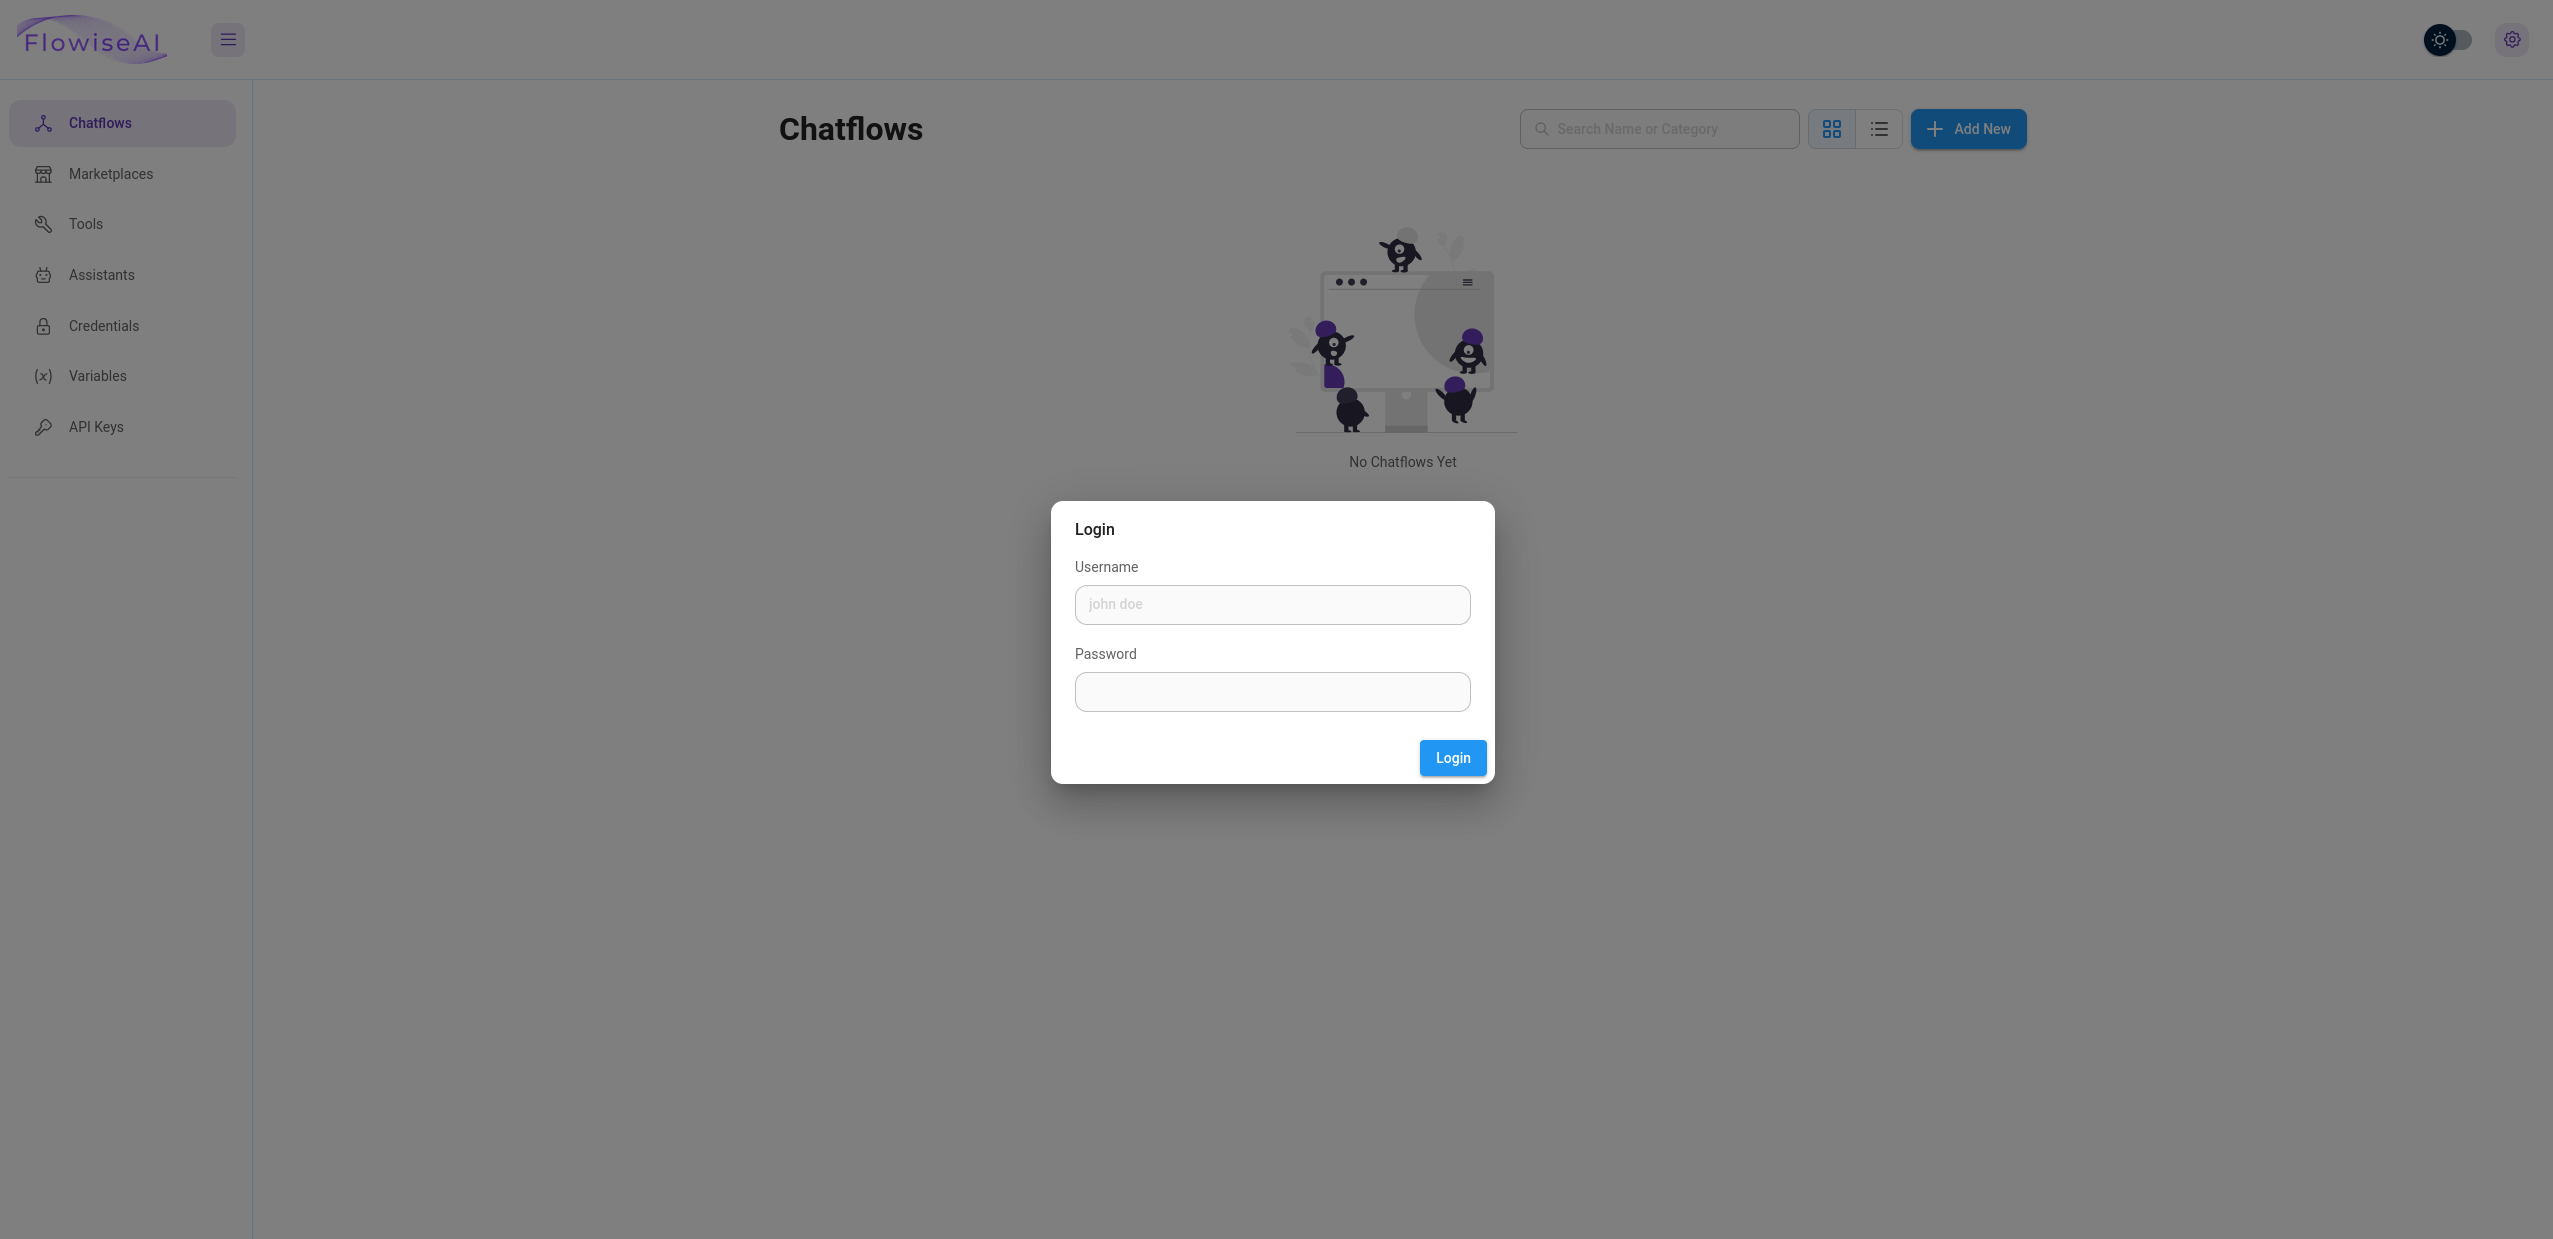 FlowiseAI
Chatflows
Marketplaces
Tools
Assistants
Credentials
Variables
API Keys
Chatflows
Search Name or Category
Add New
No Chatflows Yet
Login
Username
john doe
Password
Login